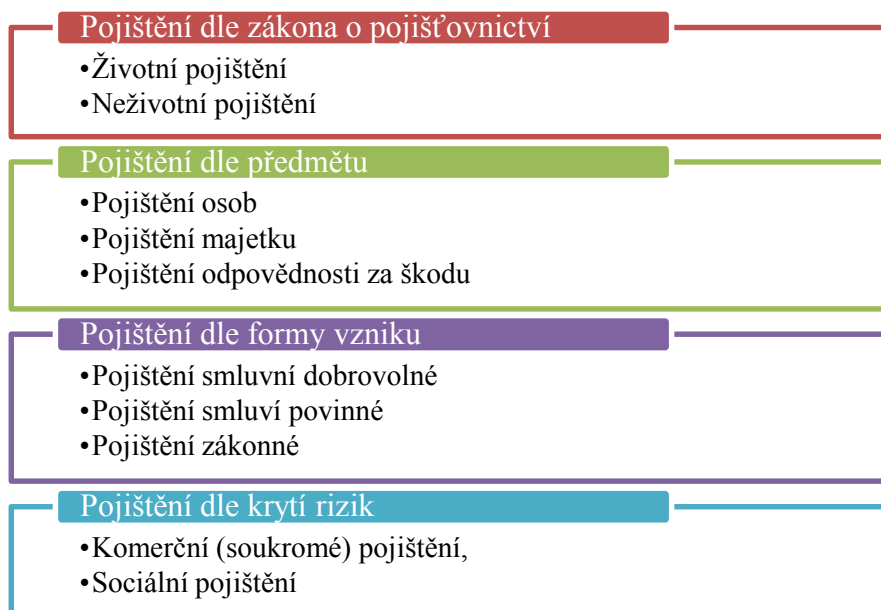 Pojištění dle zákona o pojišťovnictví
•Životní pojištění
•Neživotní pojištění
Pojištění dle předmětu
•Pojištění osob
•Pojištění majetku
•Pojištění odpovědnosti za škodu
Pojištění dle formy vzniku
•Pojištění smluvní dobrovolné
•Pojištění smluví povinné
•Pojištění zákonné
Pojištění dle krytí rizik
•Komerční (soukromé) pojištění,
•Sociální pojištění